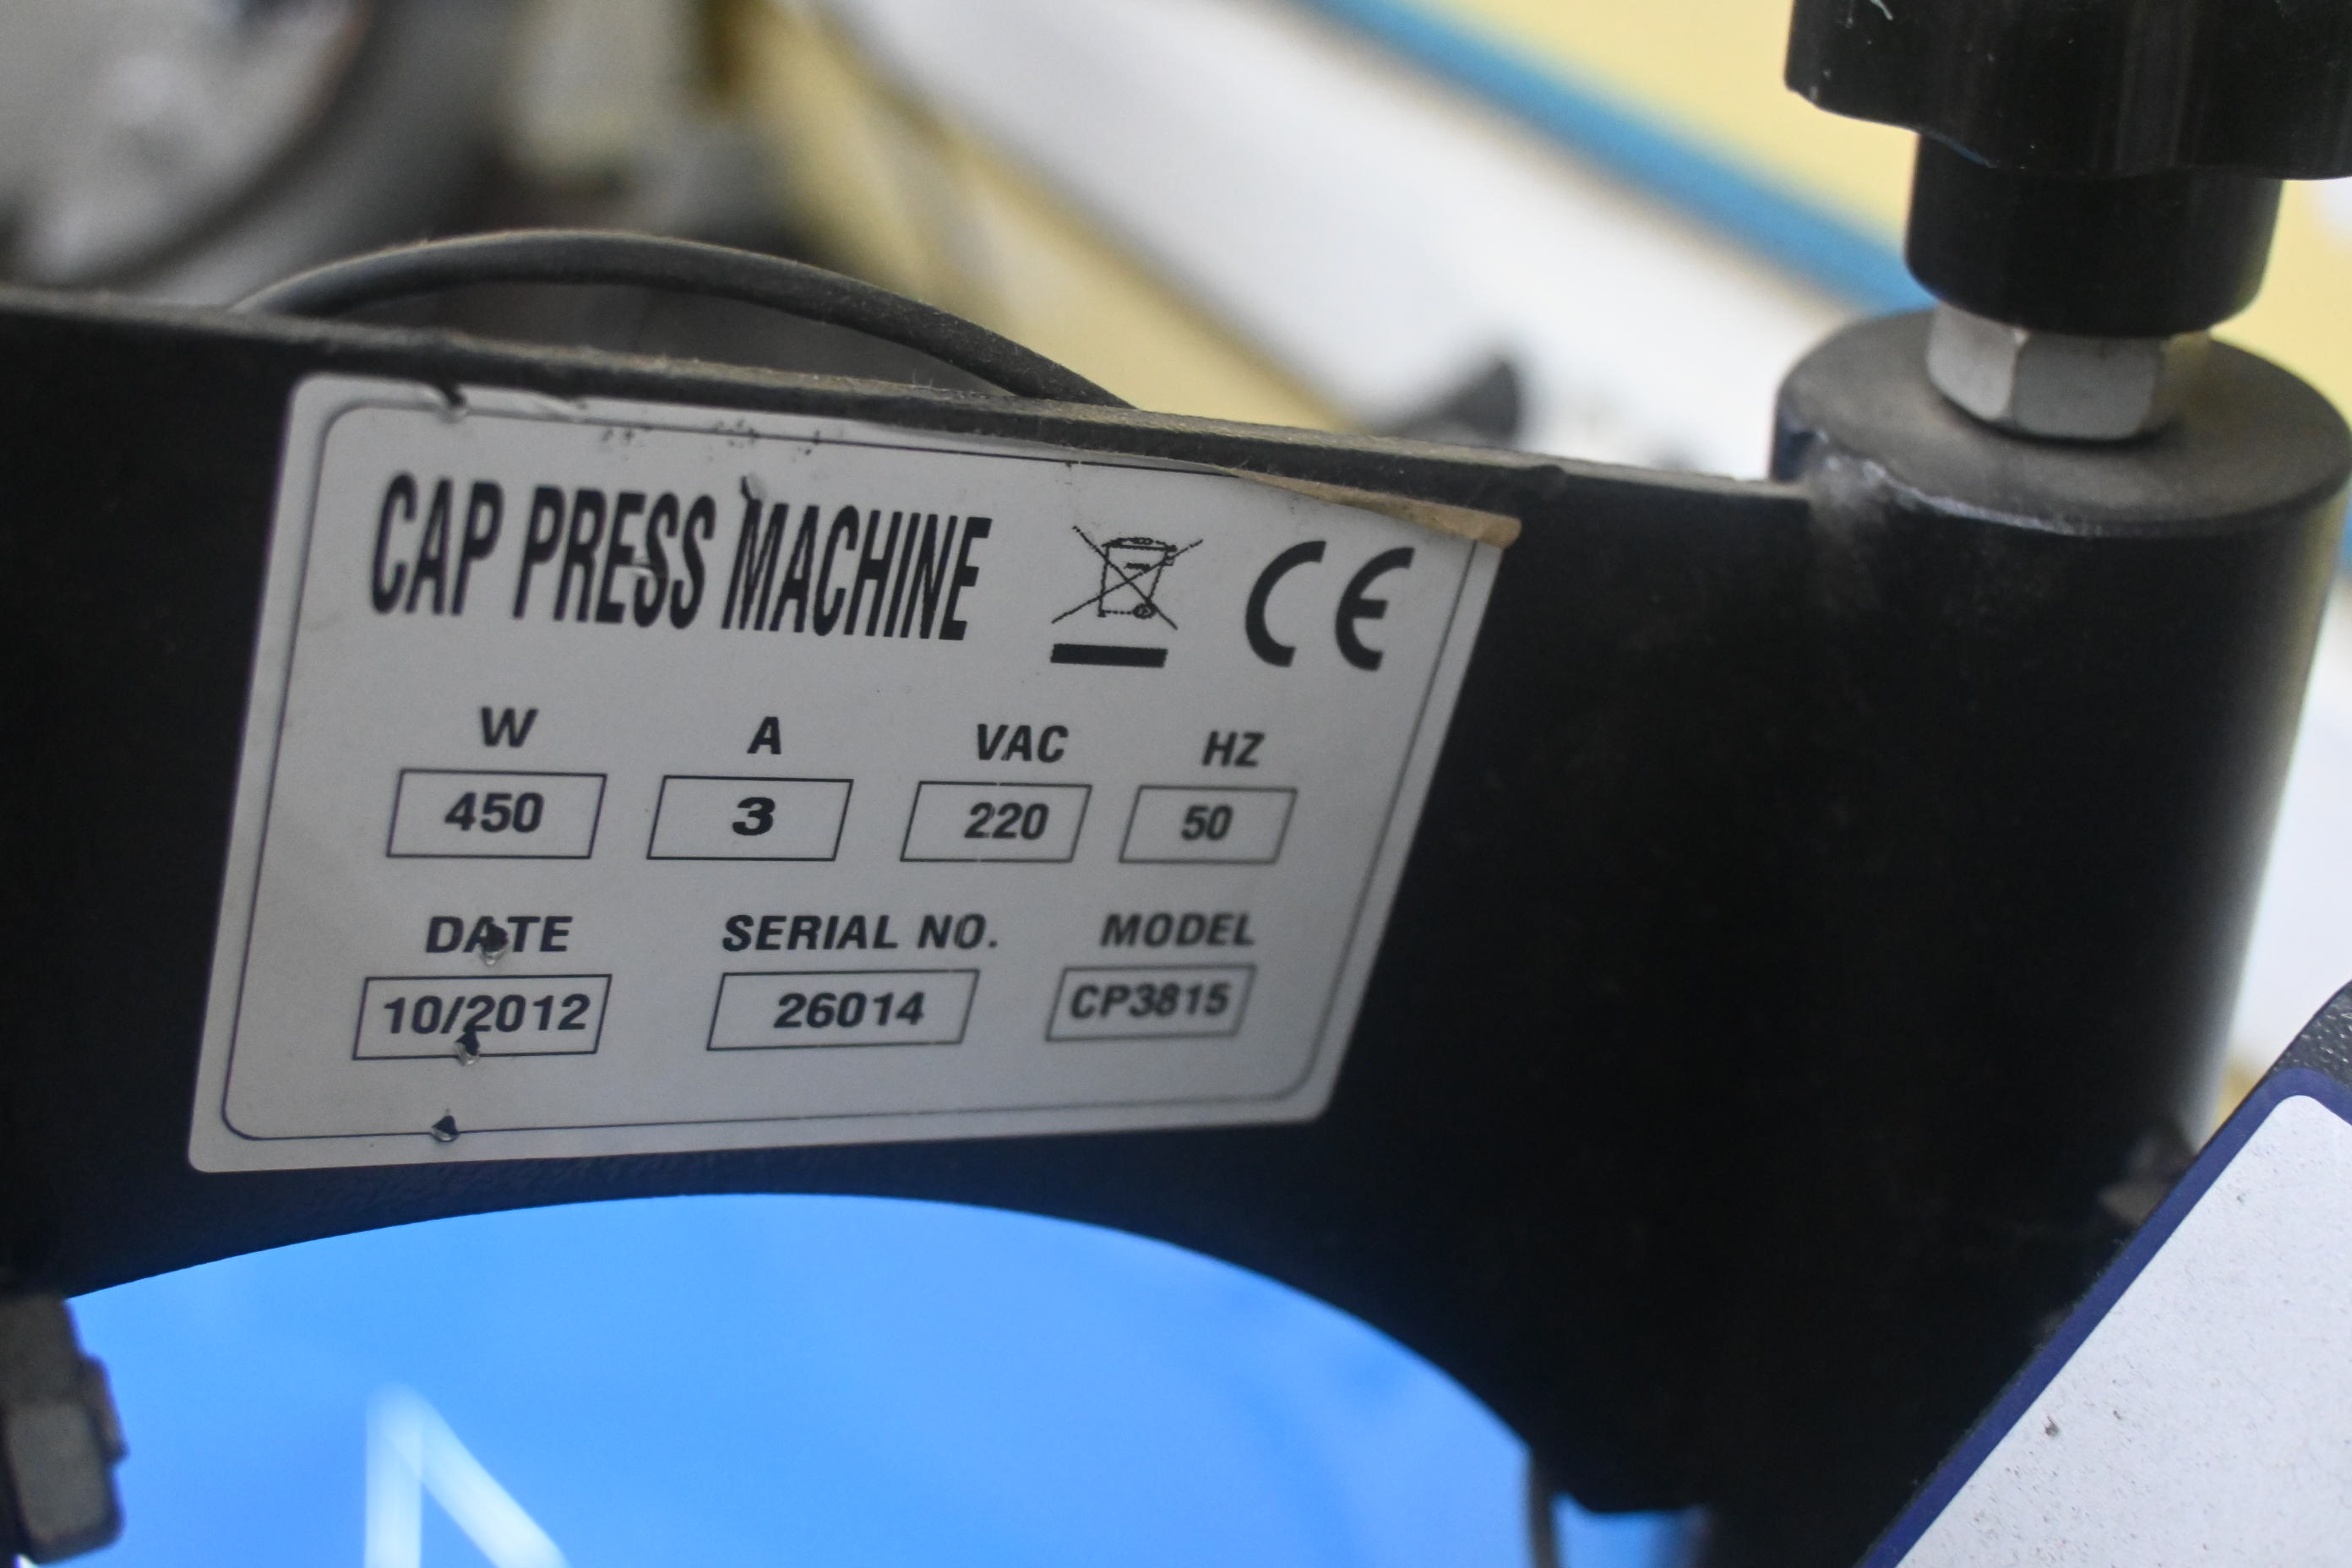 CAP PRESS MACHINE CE
W A VAC HZ
450 3 220 50
DATE SERIAL NO. MODEL
10/2012 26014 CP3815